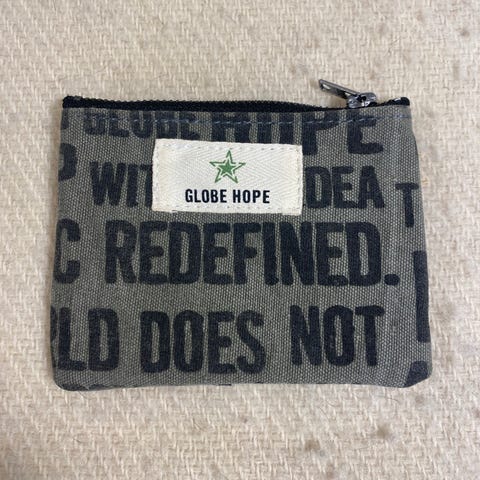 GLOBE HOPE
WIT
DEA T
GLOBE HOPE
C REDEFINED.
LD DOES NOT